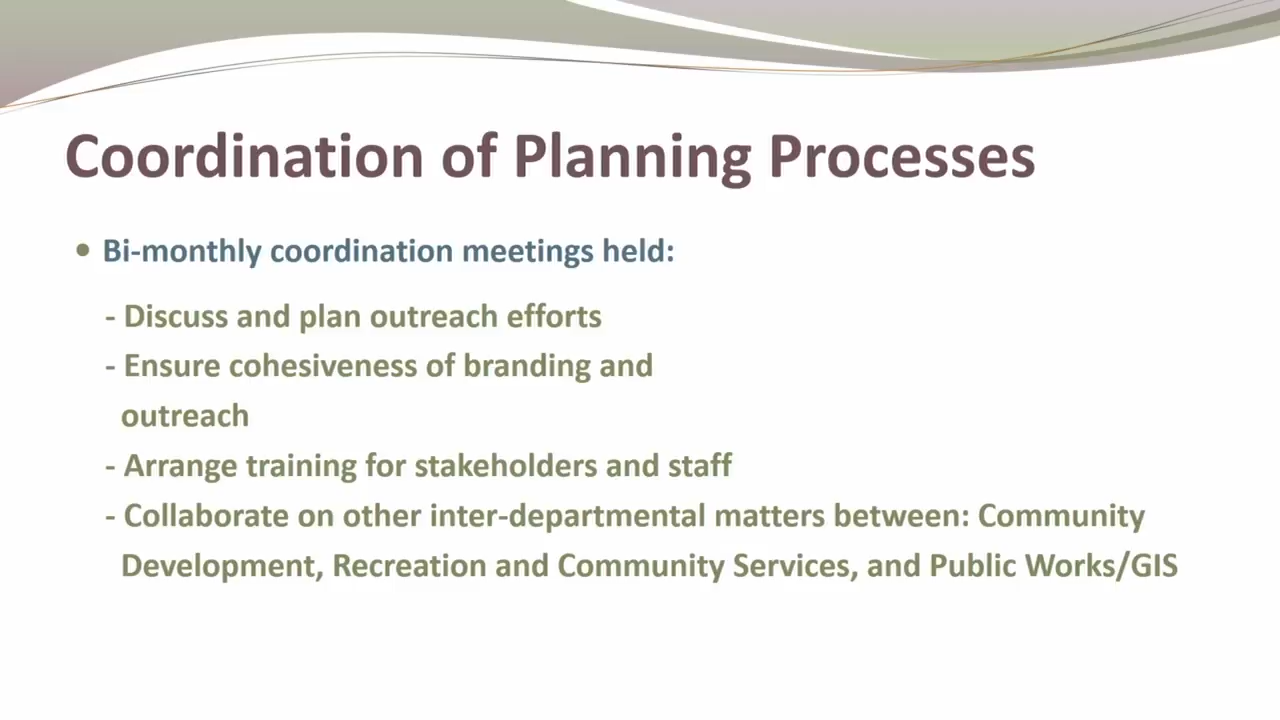 Coordination of Planning Processes
• Bi-monthly coordination meetings held:
- Discuss and plan outreach efforts
- Ensure cohesiveness of branding and
outreach
- Arrange training for stakeholders and staff
- Collaborate on other inter-departmental matters between: Community
Development, Recreation and Community Services, and Public Works/GIS